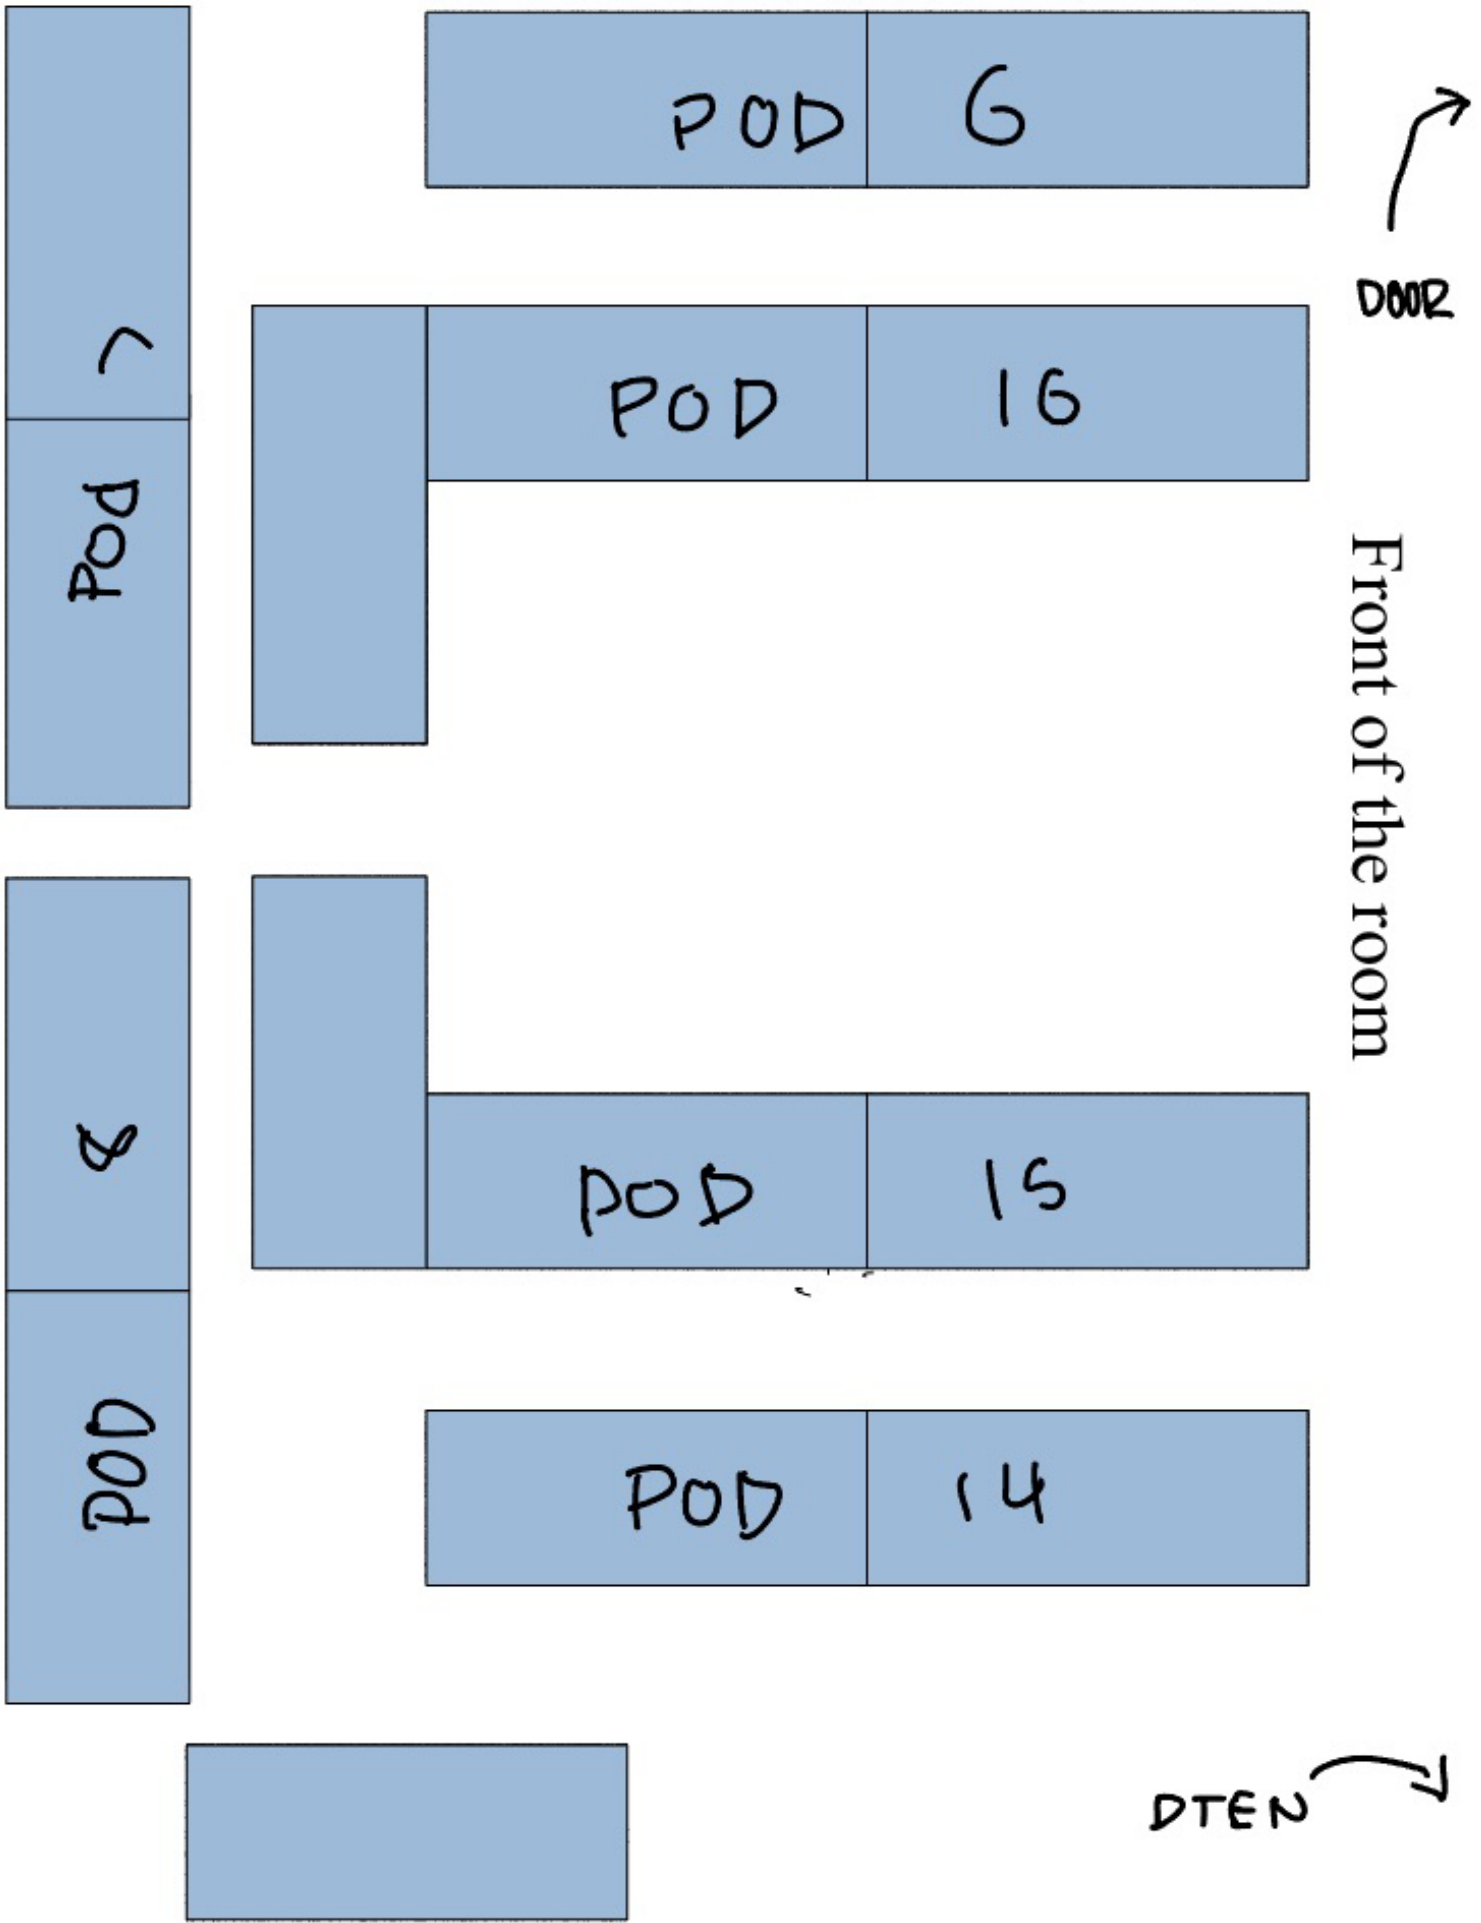 POD 6
DOOR
POD 16
POd 7
Front of the room
POD 8
POD 15
POD 14
DTEN